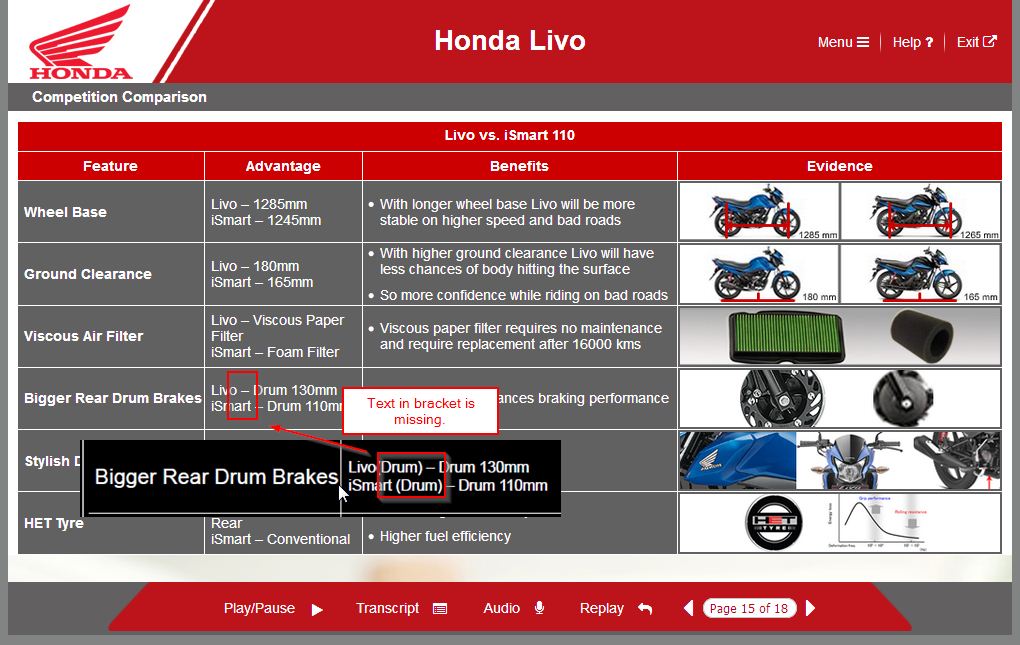 HONDA
Honda Livo
Menu
Help ?
Exit
Competition Comparison
Livo vs. iSmart 110
Feature
Advantage
Benefits
Evidence
Wheel Base
Livo – 1285mm
iSmart – 1245mm
• With longer wheel base Livo will be more
stable on higher speed and bad roads
1285 mm
1265 mm
Ground Clearance
Livo – 180mm
iSmart – 165mm
• With higher ground clearance Livo will have
less chances of body hitting the surface
• So more confidence while riding on bad roads
180 mm
165 mm
Viscous Air Filter
Livo – Viscous Paper
Filter
iSmart – Foam Filter
• Viscous paper filter requires no maintenance
and require replacement after 16000 kms
Bigger Rear Drum Brakes
Livo – Drum 130mm
iSmart – Drum 110mm
ances braking performance
Text in bracket is
missing.
Stylish D
Bigger Rear Drum Brakes
Livo(Drum) – Drum 130mm
iSmart (Drum) – Drum 110mm
HONDA
HET Tyre
Rear
iSmart – Conventional
• Higher fuel efficiency
HET
TYRE
Grip performance
Rolling resistance
Energy loss
Deformation freq.
Play/Pause
Transcript
Audio
Replay
Page 15 of 18